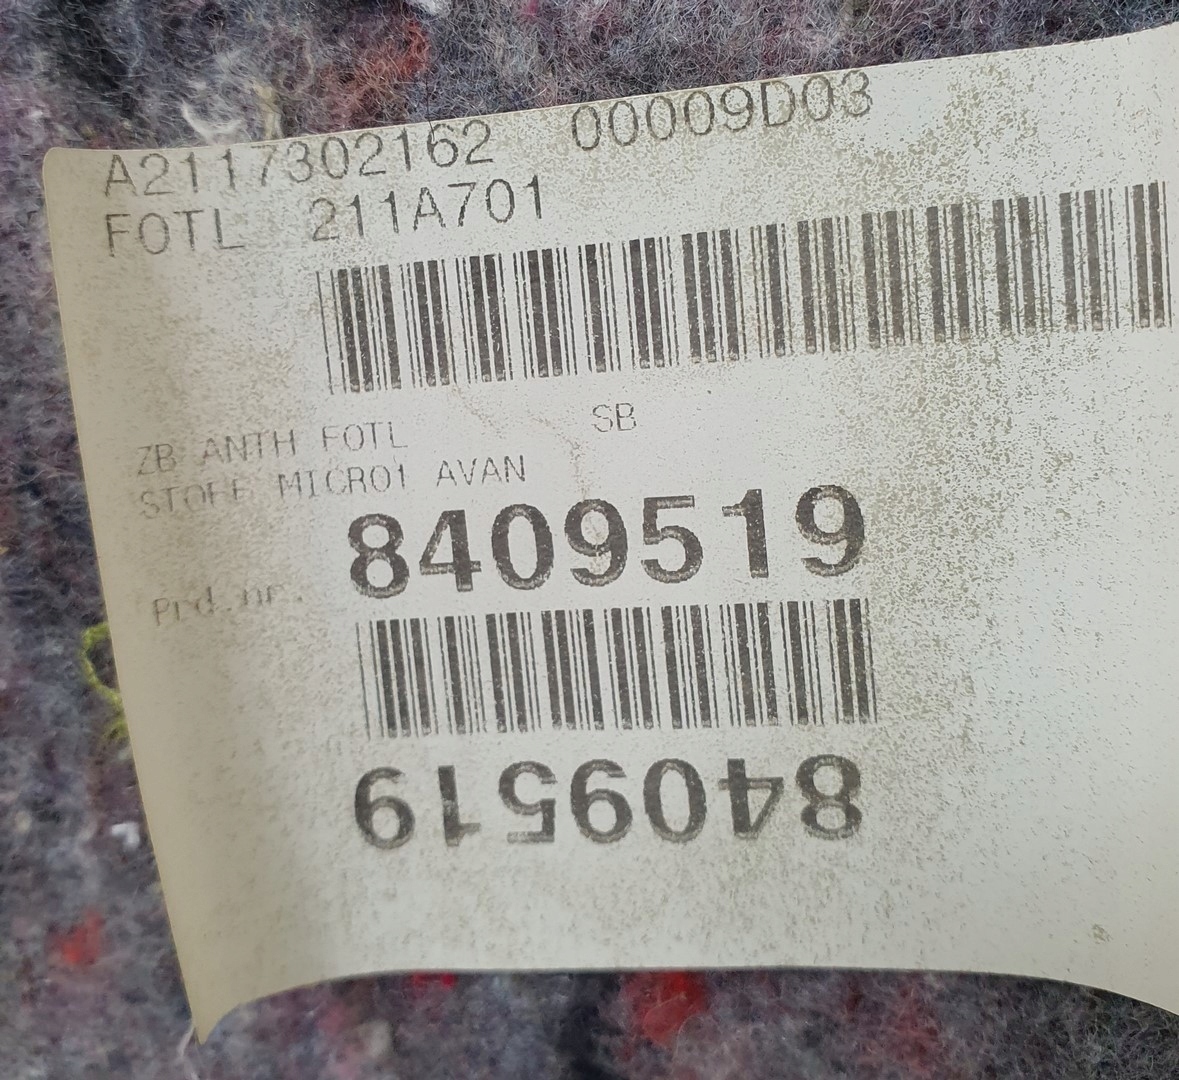 A2117302162 00009D03
FOTL 211A701
SB
ZB ANTH FOTL
STOFF MICRO1 AVAN
8409519
Prd.nr.
8409519